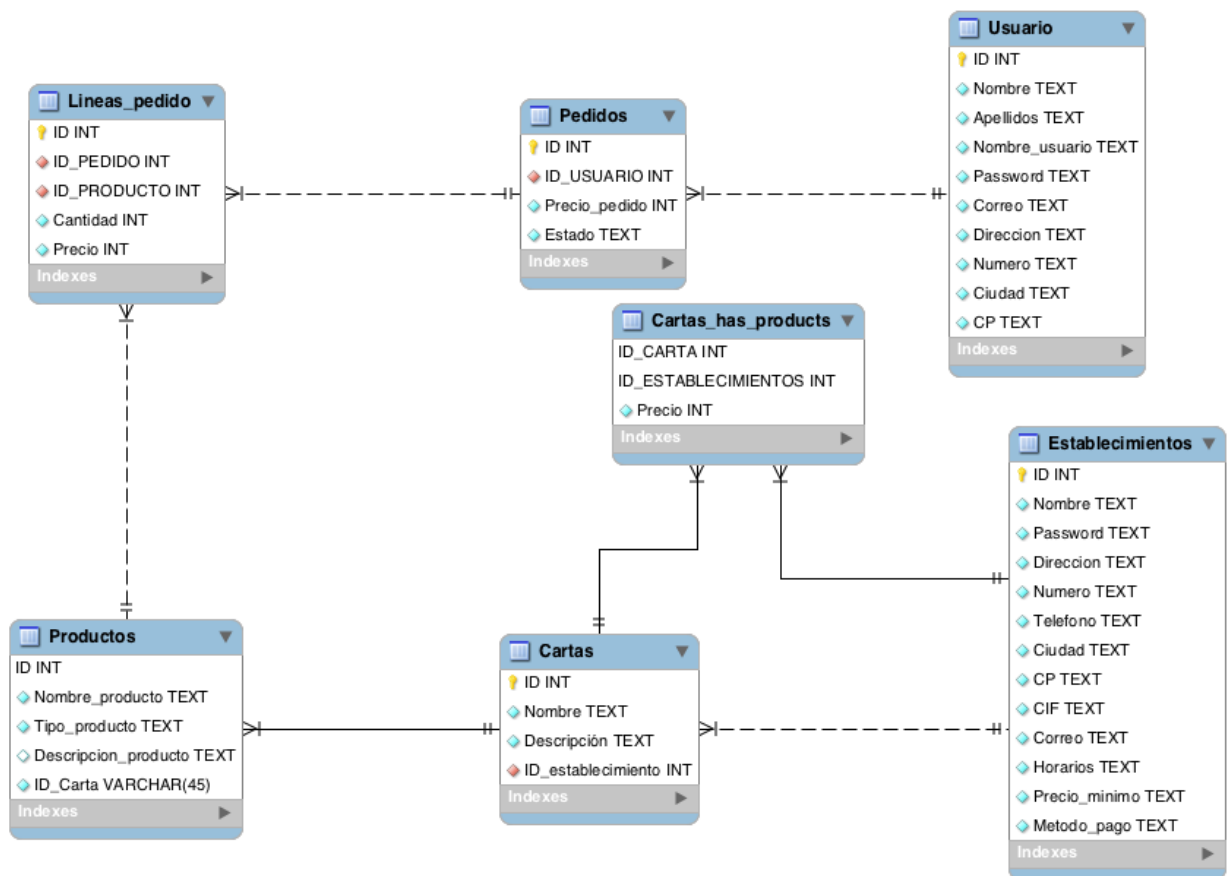 Usuario
ID INT
Nombre TEXT
Apellidos TEXT
Nombre_usuario TEXT
Password TEXT
Correo TEXT
Direccion TEXT
Numero TEXT
Ciudad TEXT
CP TEXT
Indexes
Lineas_pedido
ID INT
ID_PEDIDO INT
ID_PRODUCTO INT
Cantidad INT
Precio INT
Indexes
Pedidos
ID INT
ID_USUARIO INT
Precio_pedido INT
Estado TEXT
Indexes
Cartas_has_products
ID_CARTA INT
ID_ESTABLECIMIENTOS INT
Precio INT
Indexes
Establecimientos
ID INT
Nombre TEXT
Password TEXT
Direccion TEXT
Numero TEXT
Telefono TEXT
Ciudad TEXT
CP TEXT
CIF TEXT
Correo TEXT
Horarios TEXT
Precio_minimo TEXT
Metodo_pago TEXT
Indexes
Productos
ID INT
Nombre_producto TEXT
Tipo_producto TEXT
Descripcion_producto TEXT
ID_Carta VARCHAR(45)
Indexes
Cartas
ID INT
Nombre TEXT
Descripción TEXT
ID_establecimiento INT
Indexes